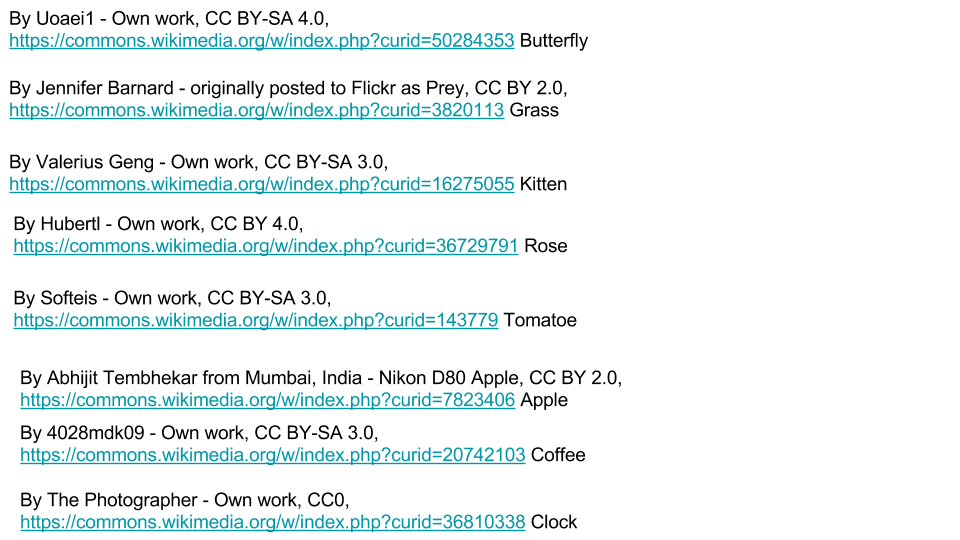 By Uoaei1 - Own work, CC BY-SA 4.0,
https://commons.wikimedia.org/w/index.php?curid=50284353 Butterfly
By Jennifer Barnard - originally posted to Flickr as Prey, CC BY 2.0,
https://commons.wikimedia.org/w/index.php?curid=3820113 Grass
By Valerius Geng - Own work, CC BY-SA 3.0,
https://commons.wikimedia.org/w/index.php?curid=16275055 Kitten
By Hubertl - Own work, CC BY 4.0,
https://commons.wikimedia.org/w/index.php?curid=36729791 Rose
By Softeis - Own work, CC BY-SA 3.0,
https://commons.wikimedia.org/w/index.php?curid=143779 Tomatoe
By Abhijit Tembhekar from Mumbai, India - Nikon D80 Apple, CC BY 2.0,
https://commons.wikimedia.org/w/index.php?curid=7823406 Apple
By 4028mdk09 - Own work, CC BY-SA 3.0,
https://commons.wikimedia.org/w/index.php?curid=20742103 Coffee
By The Photographer - Own work, CC0,
https://commons.wikimedia.org/w/index.php?curid=36810338 Clock